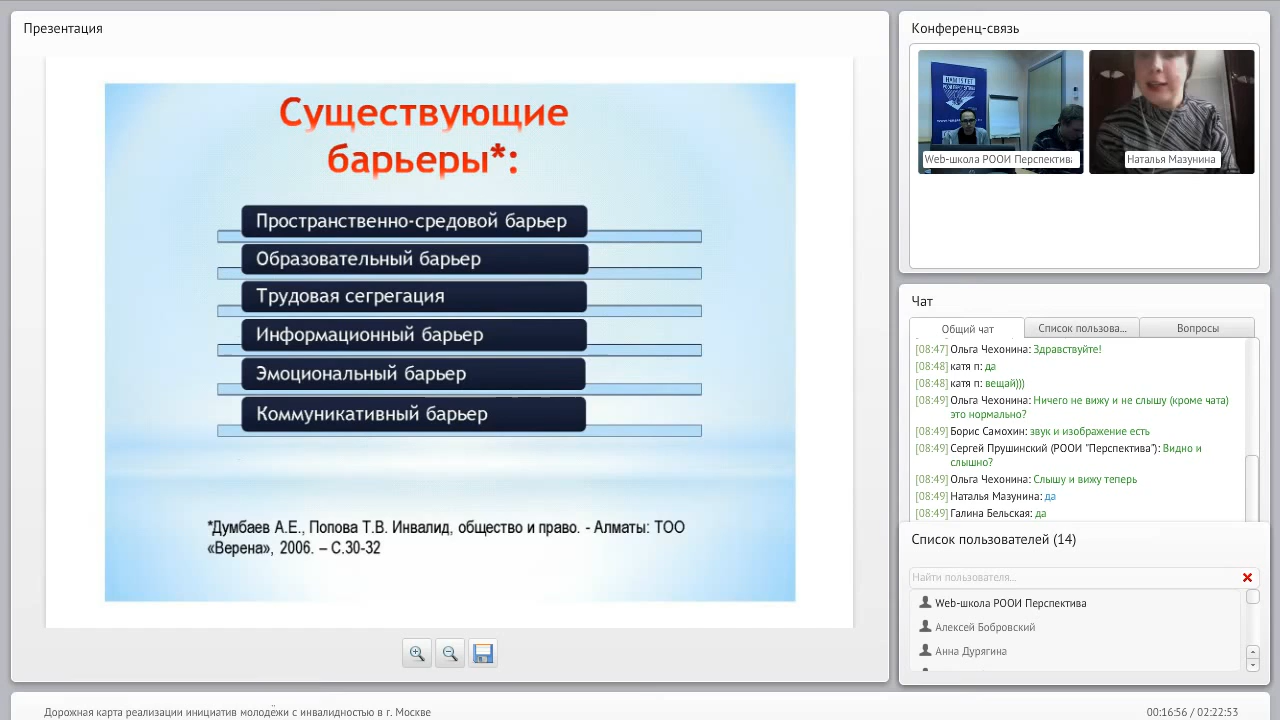 Презентация
Существующие
барьеры*:
Пространственно-средовой барьер
Образовательный барьер
Трудовая сегрегация
Информационный барьер
Эмоциональный барьер
Коммуникативный барьер
*Думбаев А.Е., Попова Т.В. Инвалид, общество и право. - Алматы: ТОО
«Верена», 2006. – С.30-32
Конференц-связь
Web-школа РООИ Перспектива
Наталья Мазунина
Чат
Общий чат
Список пользова...
Вопросы
[08:47] Ольга Чехонина: Здравствуйте!
[08:48] катя п: да
[08:48] катя п: вещай)))
[08:49] Ольга Чехонина: Ничего не вижу и не слышу (кроме чата)
это нормально?
[08:49] Борис Самохин: звук и изображение есть
[08:49] Сергей Прушинский (РООИ "Перспектива"): Видно и
слышно?
[08:49] Ольга Чехонина: Слышу и вижу теперь
[08:49] Наталья Мазунина: да
[08:49] Галина Бельская: да
Список пользователей (14)
Найти пользователя...
Web-школа РООИ Перспектива
Алексей Бобровский
Анна Дурягина
Дорожная карта реализации инициатив молодёжи с инвалидностью в г. Москве
00:16:56 / 02:22:53